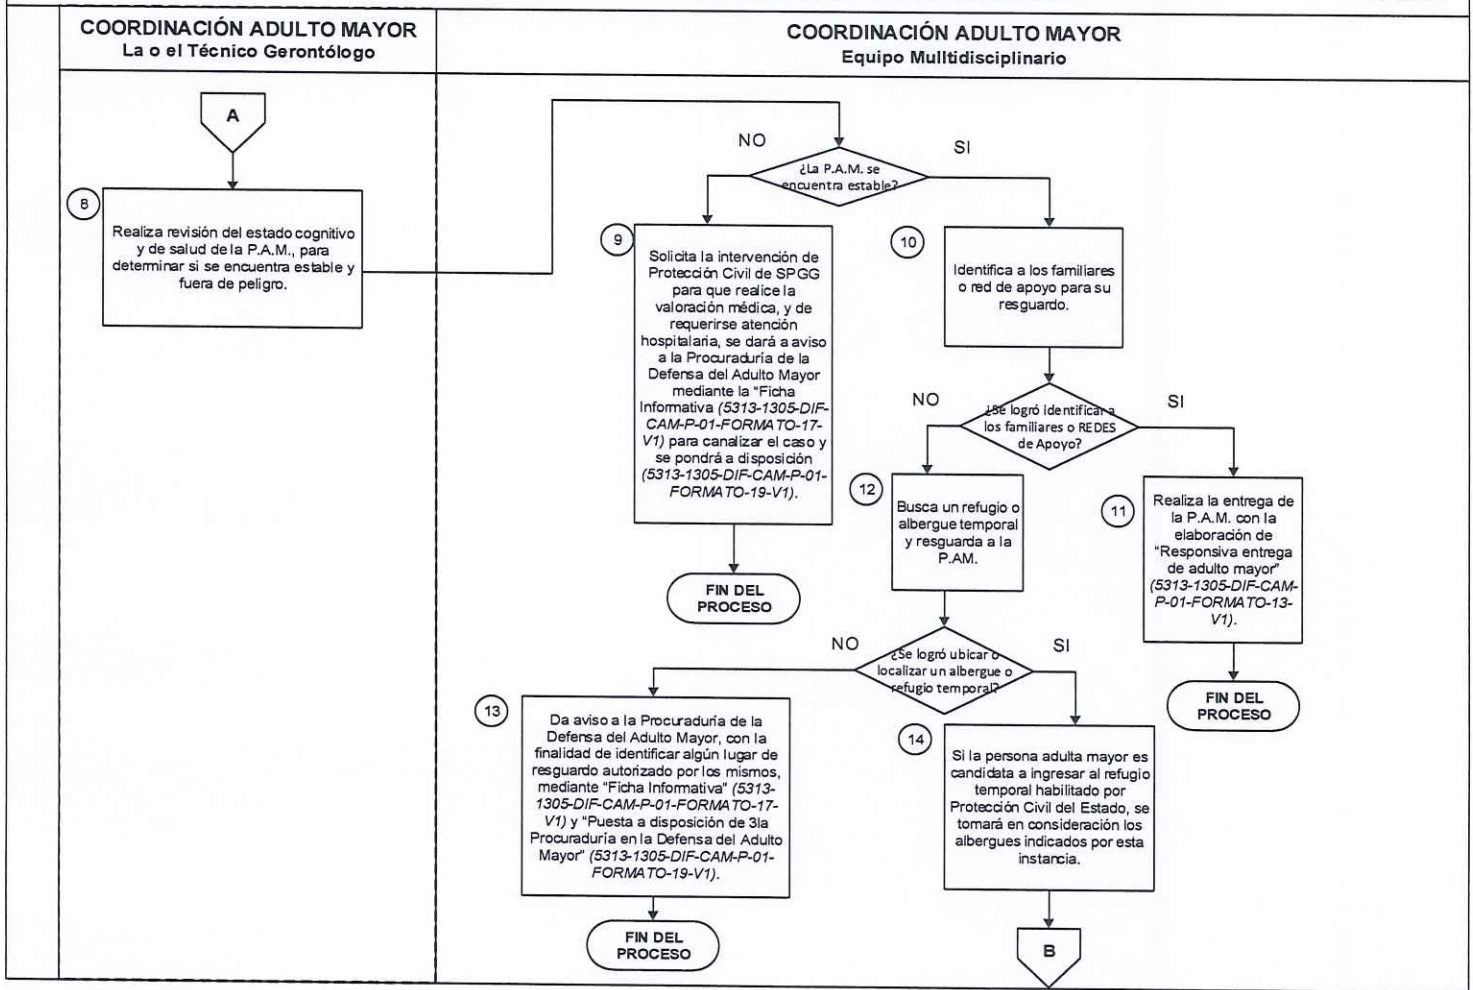 COORDINACIÓN ADULTO MAYOR
La o el Técnico Gerontólogo
COORDINACIÓN ADULTO MAYOR
Equipo Mulltidisciplinario
A
8
Realiza revisión del estado cognitivo
y de salud de la P.A.M., para
determinar si se encuentra estable y
fuera de peligro.
NO
SI
¿La P.A.M. se
encuentra estable?
9
Solicita la intervención de
Protección Civil de SPGG
para que realice la
valoración médica, y de
requerirse atención
hospitalaria, se dará a aviso
a la Procuraduría de la
Defensa del Adulto Mayor
mediante la "Ficha
Informativa (5313-1305-DIF-
CAM-P-01-FORMATO-17-
V1) para canalizar el caso y
se pondrá a disposición
(5313-1305-DIF-CAM-P-01-
FORMATO-19-V1).
FIN DEL
PROCESO
10
Identifica a los familiares
o red de apoyo para su
resguardo.
NO
SI
¿Se logró identificar a
los familiares o REDES
de Apoyo?
12
Busca un refugio o
albergue temporal
y resguarda a la
P.AM.
11
Realiza la entrega de
la P.A.M. con la
elaboración de
"Responsiva entrega
de adulto mayor"
(5313-1305-DIF-CAM-
P-01-FORMATO-13-
V1).
FIN DEL
PROCESO
NO
SI
¿Se logró ubicar o
localizar un albergue o
refugio temporal?
13
Da aviso a la Procuraduría de la
Defensa del Adulto Mayor, con la
finalidad de identificar algún lugar de
resguardo autorizado por los mismos,
mediante "Ficha Informativa" (5313-
1305-DIF-CAM-P-01-FORMATO-17-
V1) y "Puesta a disposición de 3la
Procuraduría en la Defensa del Adulto
Mayor" (5313-1305-DIF-CAM-P-01-
FORMATO-19-V1).
FIN DEL
PROCESO
14
Si la persona adulta mayor es
candidata a ingresar al refugio
temporal habilitado por
Protección Civil del Estado, se
tomará en consideración los
albergues indicados por esta
instancia.
B